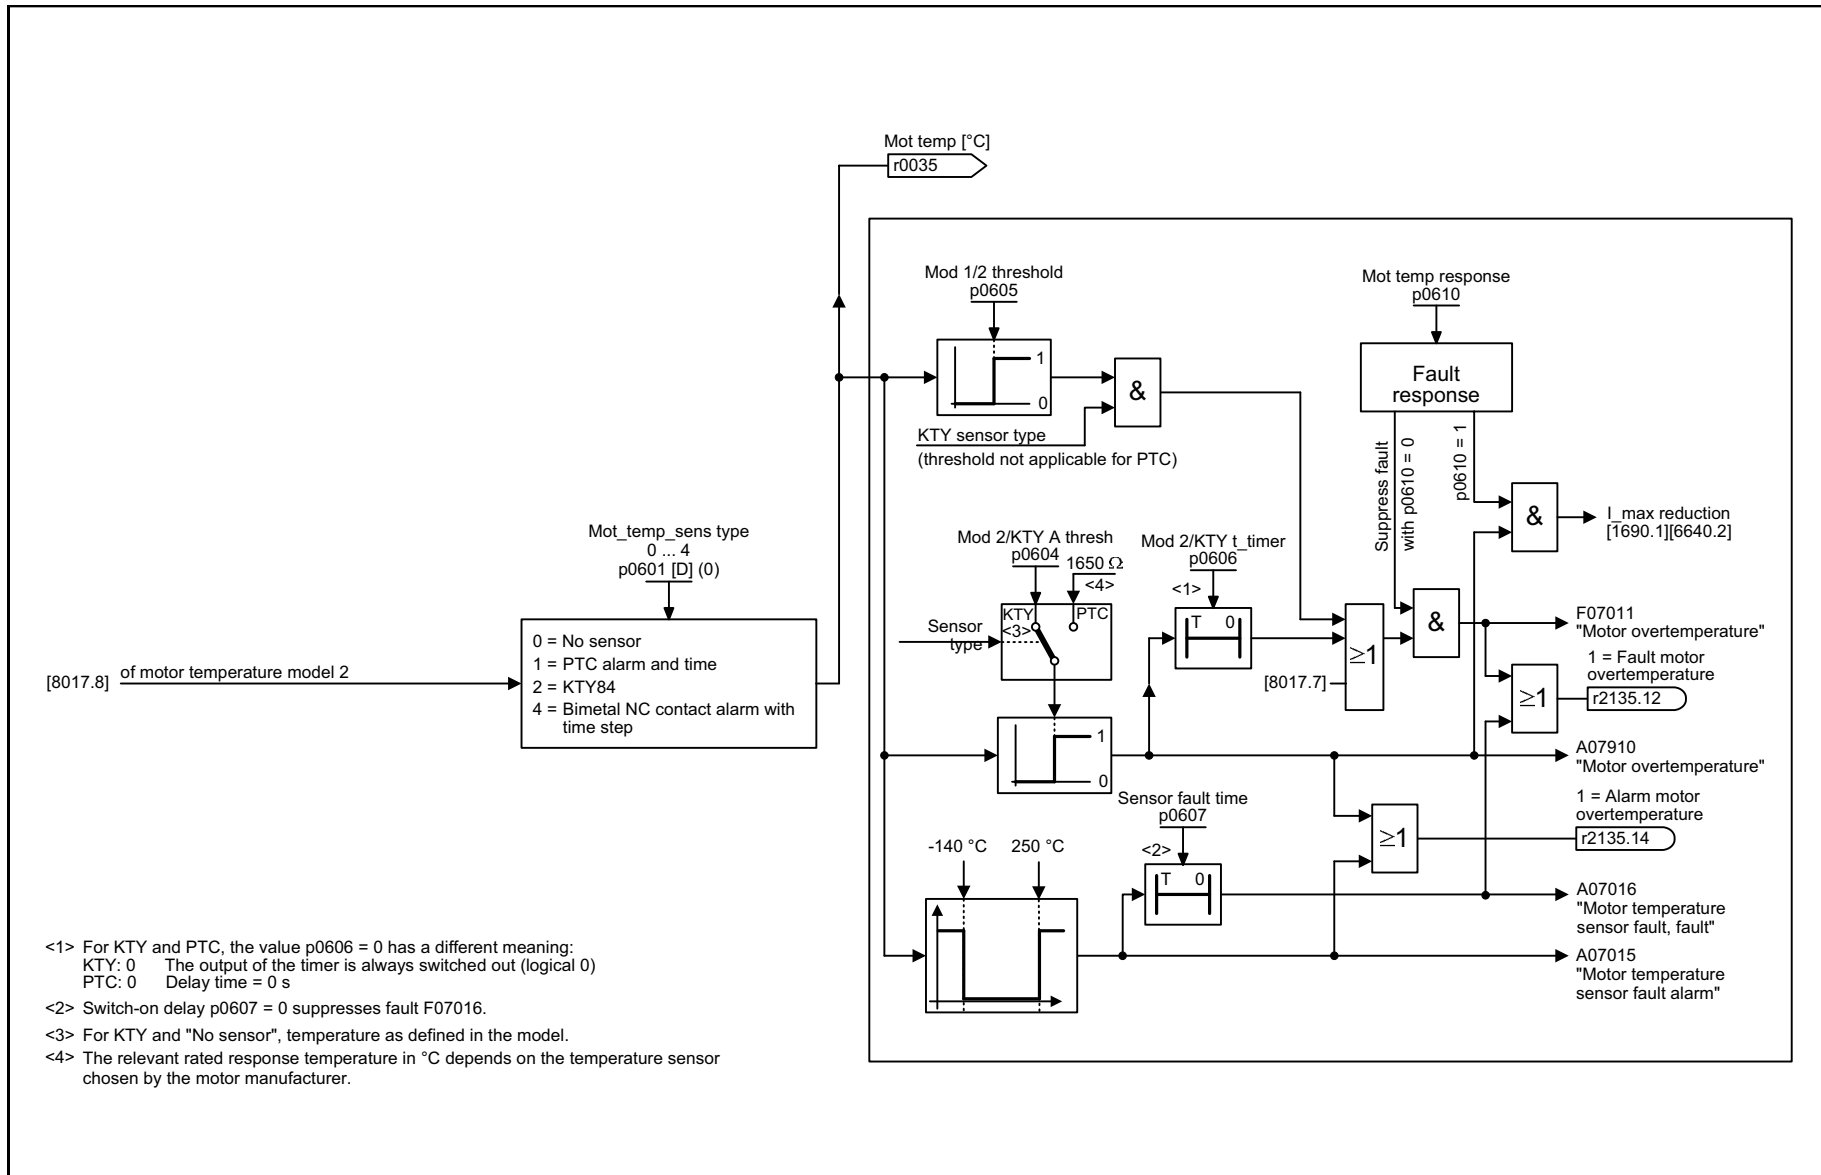 Mot temp [°C]
r0035
Mod 1/2 threshold
p0605
1
0
&
KTY sensor type
(threshold not applicable for PTC)
Mot temp response
p0610
Fault
response
Suppress fault
with p0610 = 0
p0610 = 1
&
I_max reduction
[1690.1][6640.2]
Mot_temp_sens type
0 ... 4
p0601 [D] (0)
0 = No sensor
1 = PTC alarm and time
2 = KTY84
4 = Bimetal NC contact alarm with
time step
[8017.8]
of motor temperature model 2
Mod 2/KTY A thresh
p0604
1650 Ω
<4>
KTY
<3>
PTC
Sensor
type
Mod 2/KTY t_timer
p0606
<1>
T 0
[8017.7]
≥1
&
F07011
"Motor overtemperature"
1 = Fault motor
overtemperature
≥1
r2135.12
1
0
A07910
"Motor overtemperature"
Sensor fault time
p0607
<2>
T 0
1 = Alarm motor
overtemperature
≥1
r2135.14
-140 °C
250 °C
A07016
"Motor temperature
sensor fault, fault"
A07015
"Motor temperature
sensor fault alarm"
<1> For KTY and PTC, the value p0606 = 0 has a different meaning:
KTY: 0 The output of the timer is always switched out (logical 0)
PTC: 0 Delay time = 0 s
<2> Switch-on delay p0607 = 0 suppresses fault F07016.
<3> For KTY and "No sensor", temperature as defined in the model.
<4> The relevant rated response temperature in °C depends on the temperature sensor
chosen by the motor manufacturer.